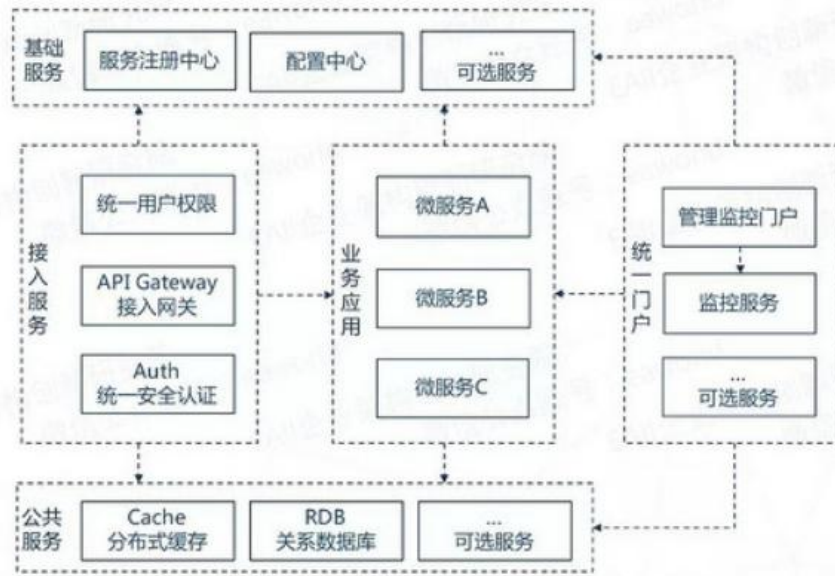 基础
服务
服务注册中心
配置中心
...
可选服务
接
入
服
务
统一用户权限
API Gateway
接入网关
Auth
统一安全认证
业
务
应
用
微服务A
微服务B
微服务C
统
一
门
户
管理监控门户
监控服务
...
可选服务
公共
服务
Cache
分布式缓存
RDB
关系数据库
...
可选服务